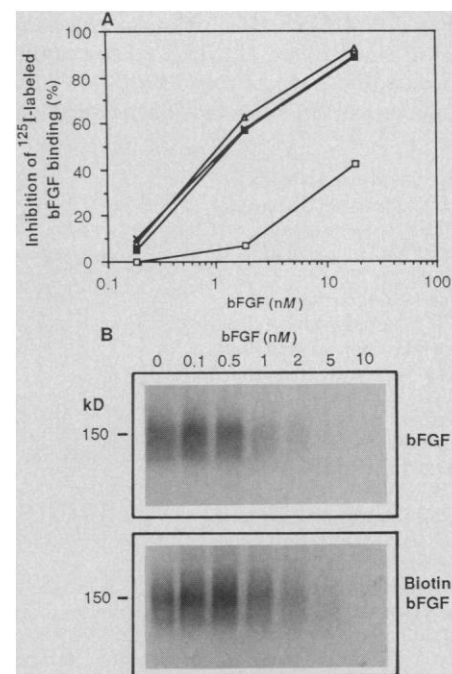 A
Inhibition of ¹²⁵I-labeled
bFGF binding (%)
100
80
60
40
20
0
0.1 1 10 100
bFGF (nM)
B
bFGF (nM)
0 0.1 0.5 1 2 5 10
kD
150
bFGF
150
Biotin
bFGF